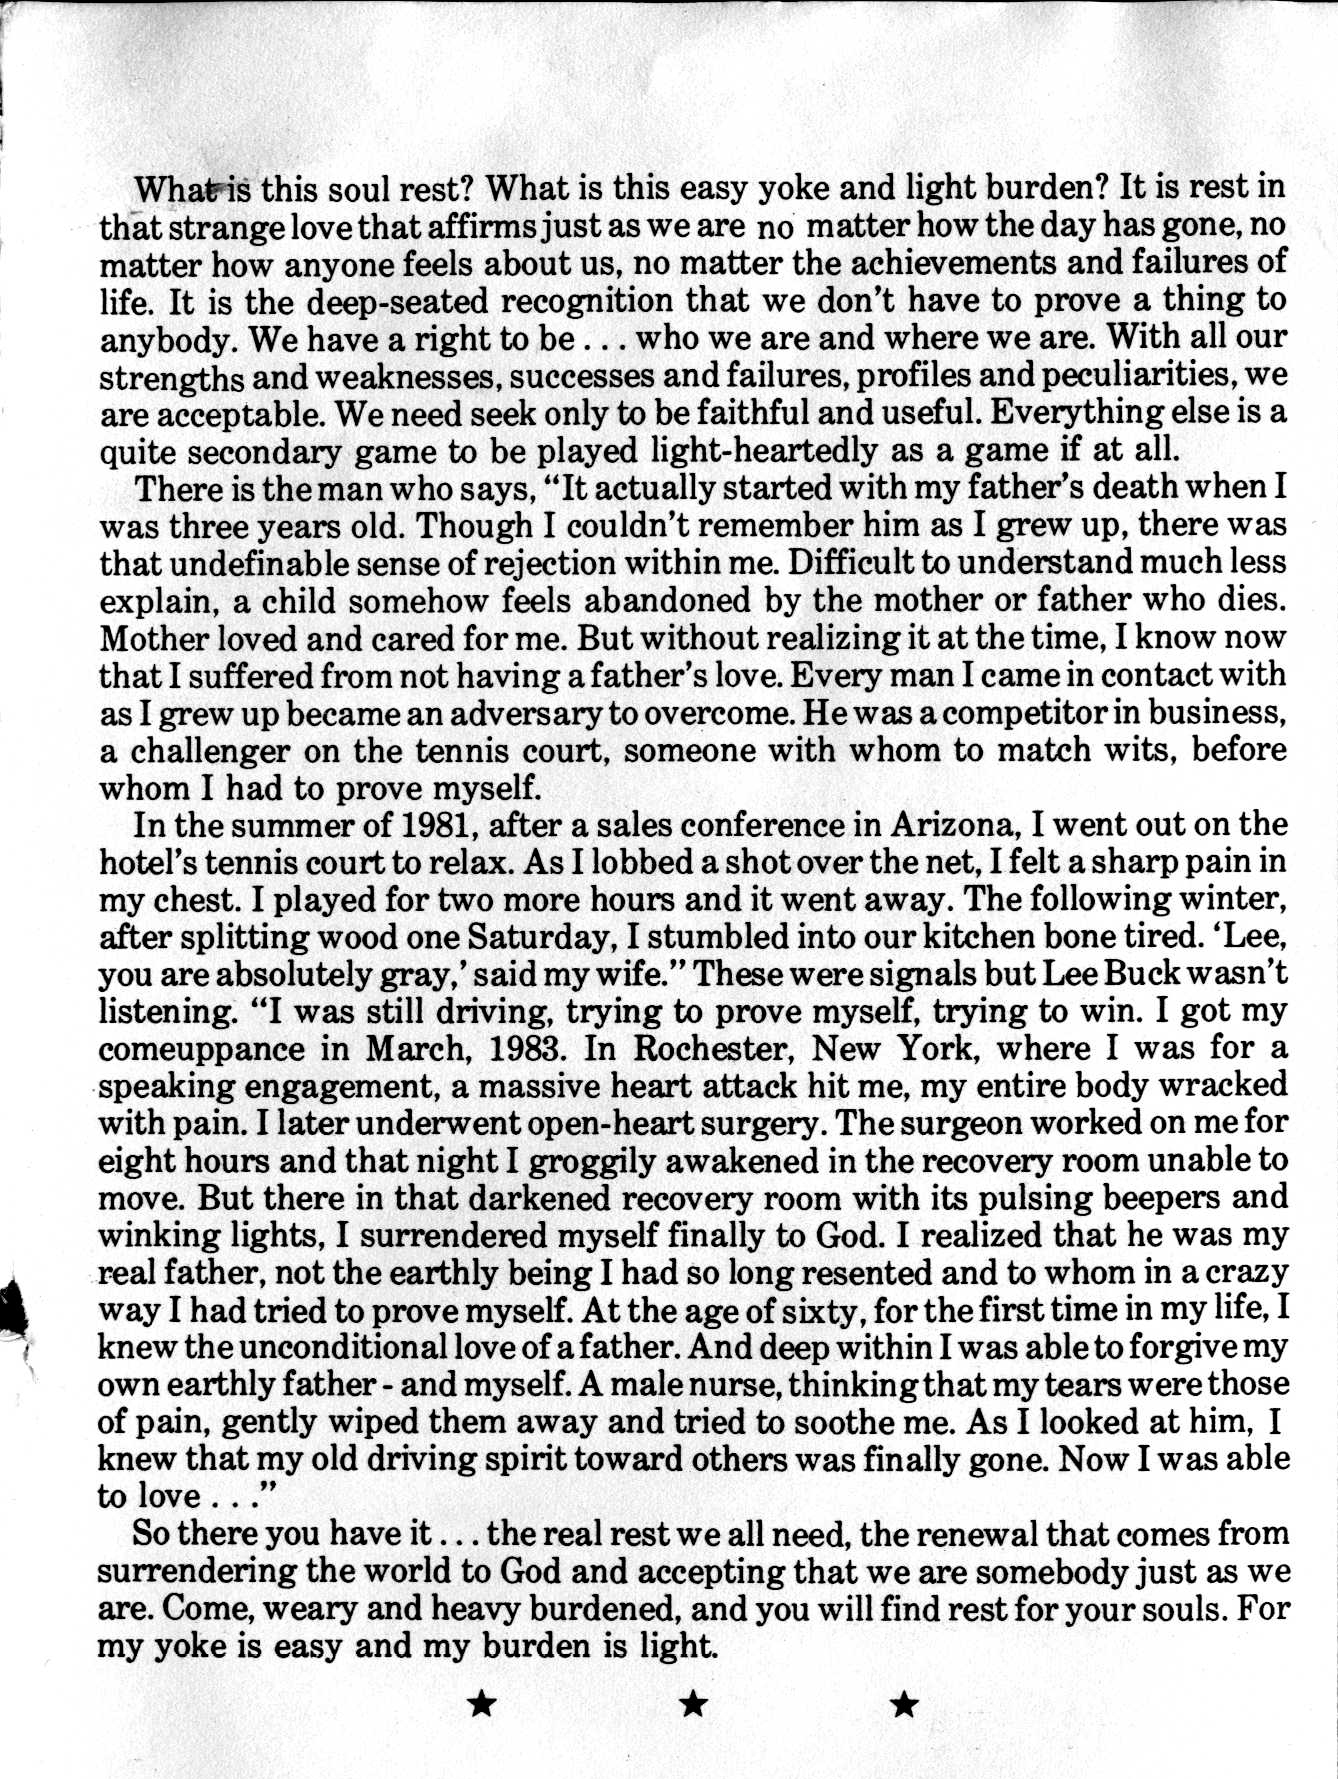 What is this soul rest? What is this easy yoke and light burden? It is rest in
that strange love that affirms just as we are no matter how the day has gone, no
matter how anyone feels about us, no matter the achievements and failures of
life. It is the deep-seated recognition that we don't have to prove a thing to
anybody. We have a right to be . . . who we are and where we are. With all our
strengths and weaknesses, successes and failures, profiles and peculiarities, we
are acceptable. We need seek only to be faithful and useful. Everything else is a
quite secondary game to be played light-heartedly as a game if at all.
There is the man who says, “It actually started with my father's death when I
was three years old. Though I couldn't remember him as I grew up, there was
that undefinable sense of rejection within me. Difficult to understand much less
explain, a child somehow feels abandoned by the mother or father who dies.
Mother loved and cared for me. But without realizing it at the time, I know now
that I suffered from not having a father's love. Every man I came in contact with
as I grew up became an adversary to overcome. He was a competitor in business,
a challenger on the tennis court, someone with whom to match wits, before
whom I had to prove myself.
In the summer of 1981, after a sales conference in Arizona, I went out on the
hotel's tennis court to relax. As I lobbed a shot over the net, I felt a sharp pain in
my chest. I played for two more hours and it went away. The following winter,
after splitting wood one Saturday, I stumbled into our kitchen bone tired. ‘Lee,
you are absolutely gray,’ said my wife.” These were signals but Lee Buck wasn't
listening. “I was still driving, trying to prove myself, trying to win. I got my
comeuppance in March, 1983. In Rochester, New York, where I was for a
speaking engagement, a massive heart attack hit me, my entire body wracked
with pain. I later underwent open-heart surgery. The surgeon worked on me for
eight hours and that night I groggily awakened in the recovery room unable to
move. But there in that darkened recovery room with its pulsing beepers and
winking lights, I surrendered myself finally to God. I realized that he was my
real father, not the earthly being I had so long resented and to whom in a crazy
way I had tried to prove myself. At the age of sixty, for the first time in my life, I
knew the unconditional love of a father. And deep within I was able to forgive my
own earthly father - and myself. A male nurse, thinking that my tears were those
of pain, gently wiped them away and tried to soothe me. As I looked at him, I
knew that my old driving spirit toward others was finally gone. Now I was able
to love . . .”
So there you have it . . . the real rest we all need, the renewal that comes from
surrendering the world to God and accepting that we are somebody just as we
are. Come, weary and heavy burdened, and you will find rest for your souls. For
my yoke is easy and my burden is light.
★ ★ ★